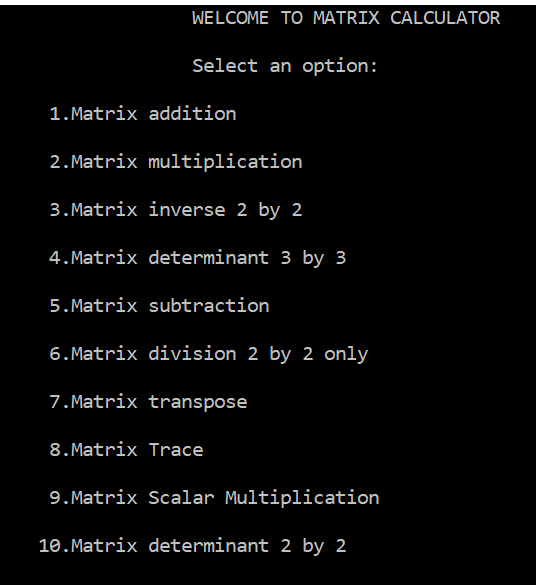 WELCOME TO MATRIX CALCULATOR
Select an option:
1.Matrix addition
2.Matrix multiplication
3.Matrix inverse 2 by 2
4.Matrix determinant 3 by 3
5.Matrix subtraction
6.Matrix division 2 by 2 only
7.Matrix transpose
8.Matrix Trace
9.Matrix Scalar Multiplication
10.Matrix determinant 2 by 2